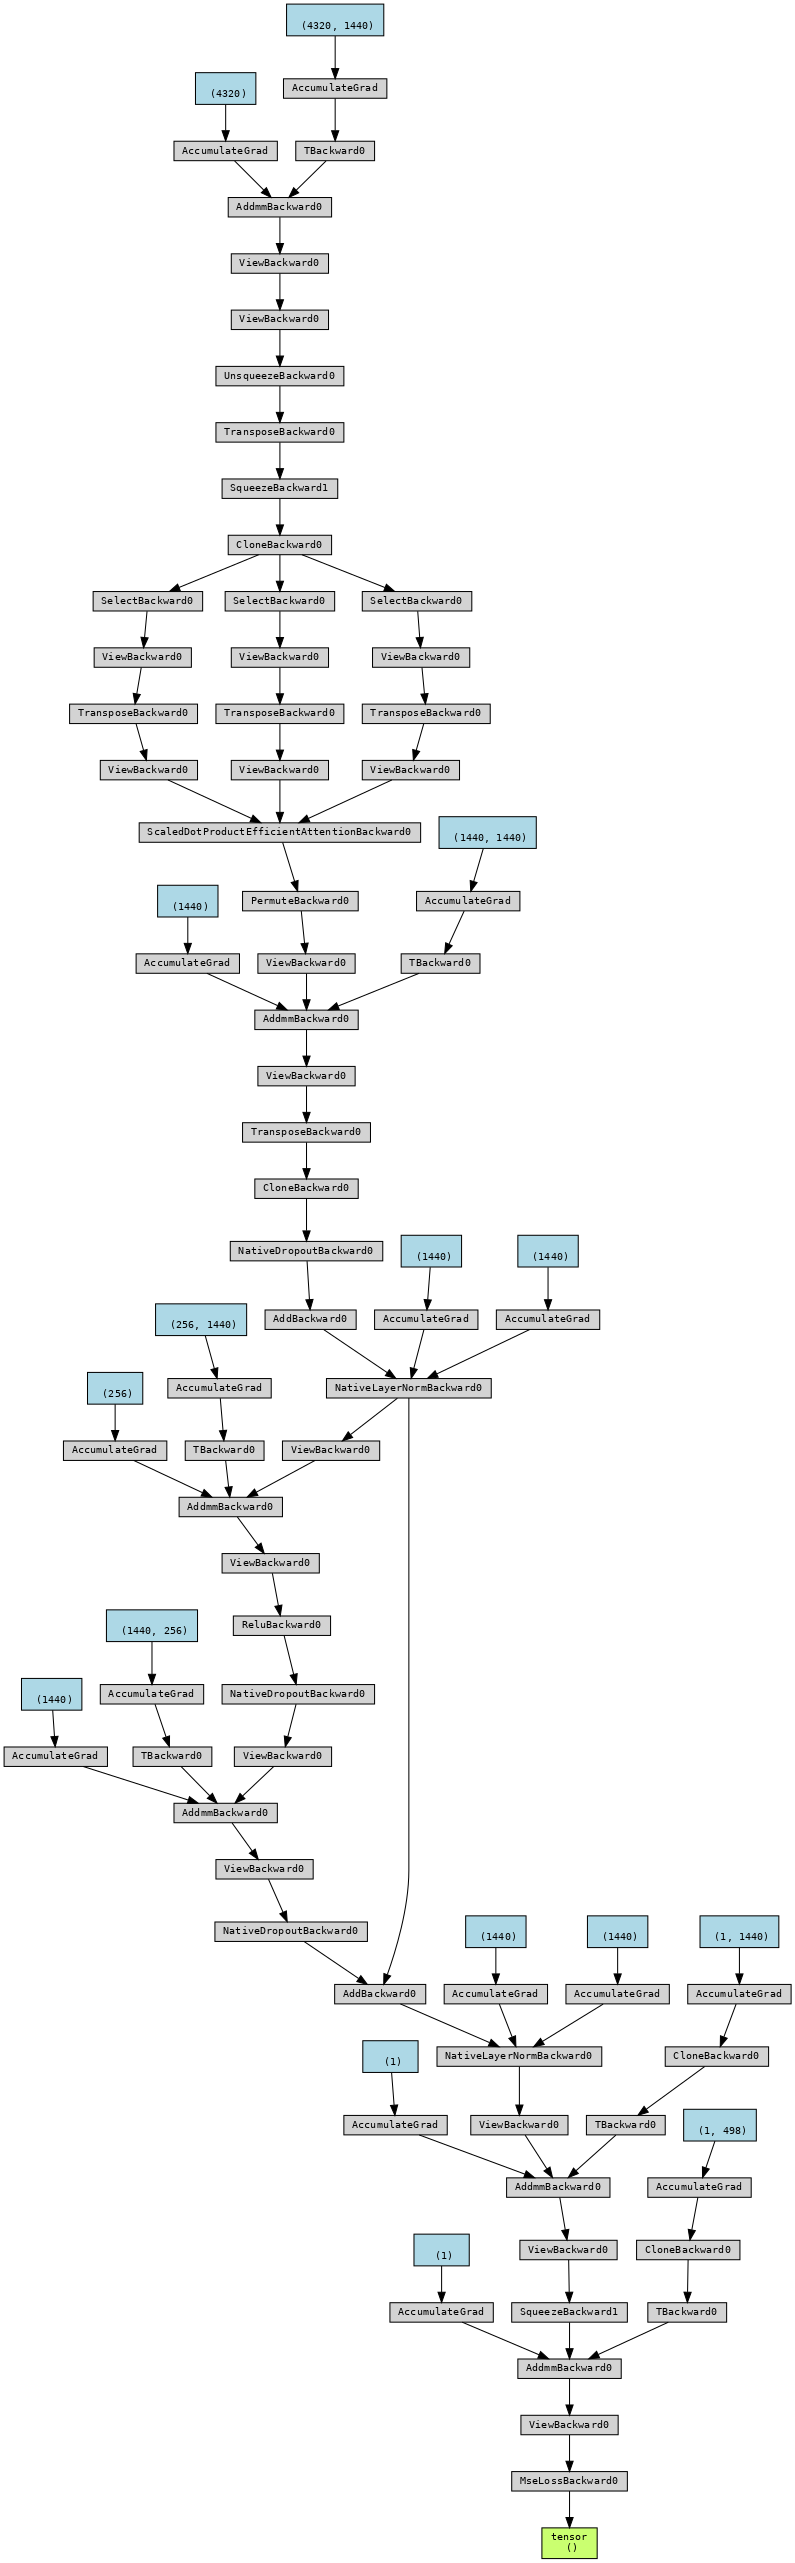 (4320, 1440)
(4320)
AccumulateGrad
AccumulateGrad
TBackward0
AddmmBackward0
ViewBackward0
ViewBackward0
UnsqueezeBackward0
TransposeBackward0
SqueezeBackward1
CloneBackward0
SelectBackward0
SelectBackward0
SelectBackward0
ViewBackward0
ViewBackward0
ViewBackward0
TransposeBackward0
TransposeBackward0
TransposeBackward0
ViewBackward0
ViewBackward0
ViewBackward0
ScaledDotProductEfficientAttentionBackward0
(1440, 1440)
(1440)
PermuteBackward0
AccumulateGrad
AccumulateGrad
ViewBackward0
TBackward0
AddmmBackward0
ViewBackward0
TransposeBackward0
CloneBackward0
NativeDropoutBackward0
(1440)
(1440)
(256, 1440)
AddBackward0
AccumulateGrad
AccumulateGrad
(256)
AccumulateGrad
NativeLayerNormBackward0
AccumulateGrad
TBackward0
ViewBackward0
AddmmBackward0
ViewBackward0
(1440, 256)
ReluBackward0
(1440)
AccumulateGrad
NativeDropoutBackward0
AccumulateGrad
TBackward0
ViewBackward0
AddmmBackward0
ViewBackward0
NativeDropoutBackward0
(1440)
(1440)
(1, 1440)
AddBackward0
AccumulateGrad
AccumulateGrad
AccumulateGrad
(1)
NativeLayerNormBackward0
CloneBackward0
AccumulateGrad
ViewBackward0
TBackward0
(1, 498)
AddmmBackward0
AccumulateGrad
(1)
ViewBackward0
CloneBackward0
AccumulateGrad
SqueezeBackward1
TBackward0
AddmmBackward0
ViewBackward0
MseLossBackward0
tensor
()